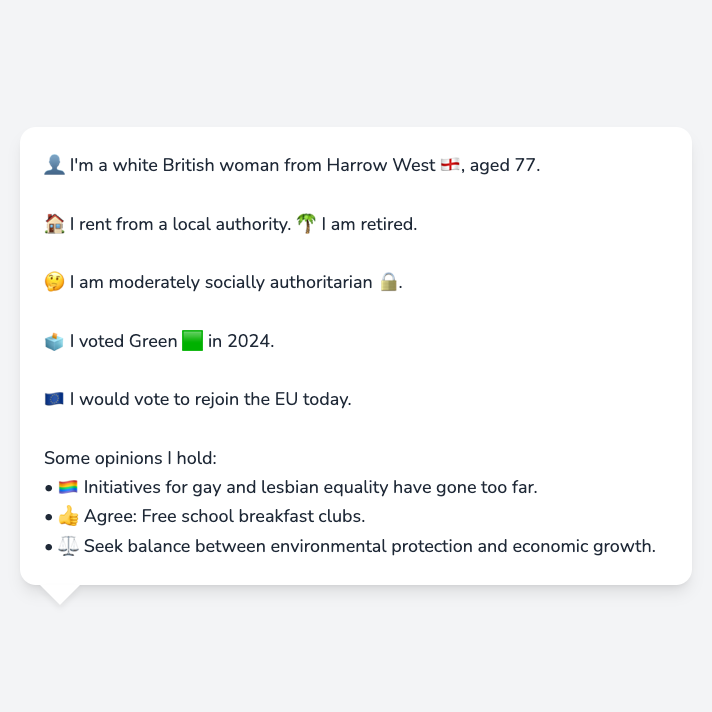 👤 I'm a white British woman from Harrow West 🏴󠁧󠁢󠁥󠁮󠁧󠁿, aged 77.
🏠 I rent from a local authority. 🌴 I am retired.
🤔 I am moderately socially authoritarian 🔒.
🗳️ I voted Green 🟩 in 2024.
🇪🇺 I would vote to rejoin the EU today.
Some opinions I hold:
• 🏳️‍🌈 Initiatives for gay and lesbian equality have gone too far.
• 👍 Agree: Free school breakfast clubs.
• ⚖️ Seek balance between environmental protection and economic growth.